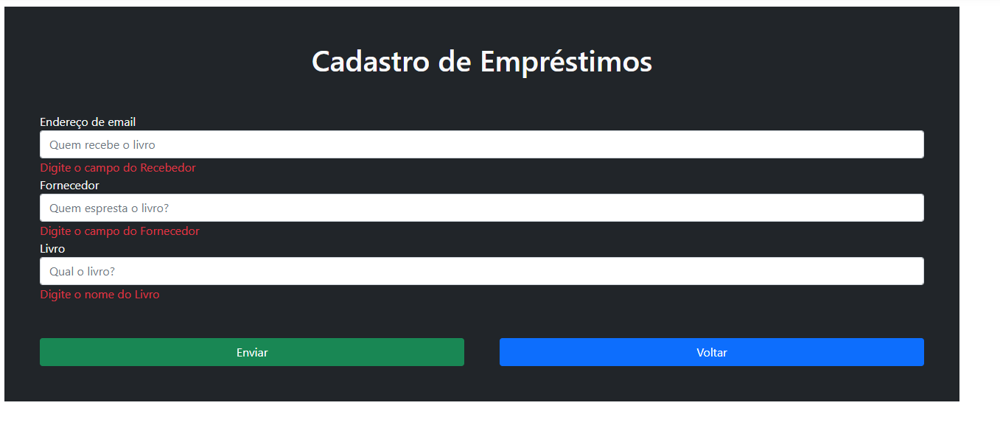 Cadastro de Empréstimos
Endereço de email
Quem recebe o livro
Digite o campo do Recebedor
Fornecedor
Quem espresta o livro?
Digite o campo do Fornecedor
Livro
Qual o livro?
Digite o nome do Livro
Enviar
Voltar